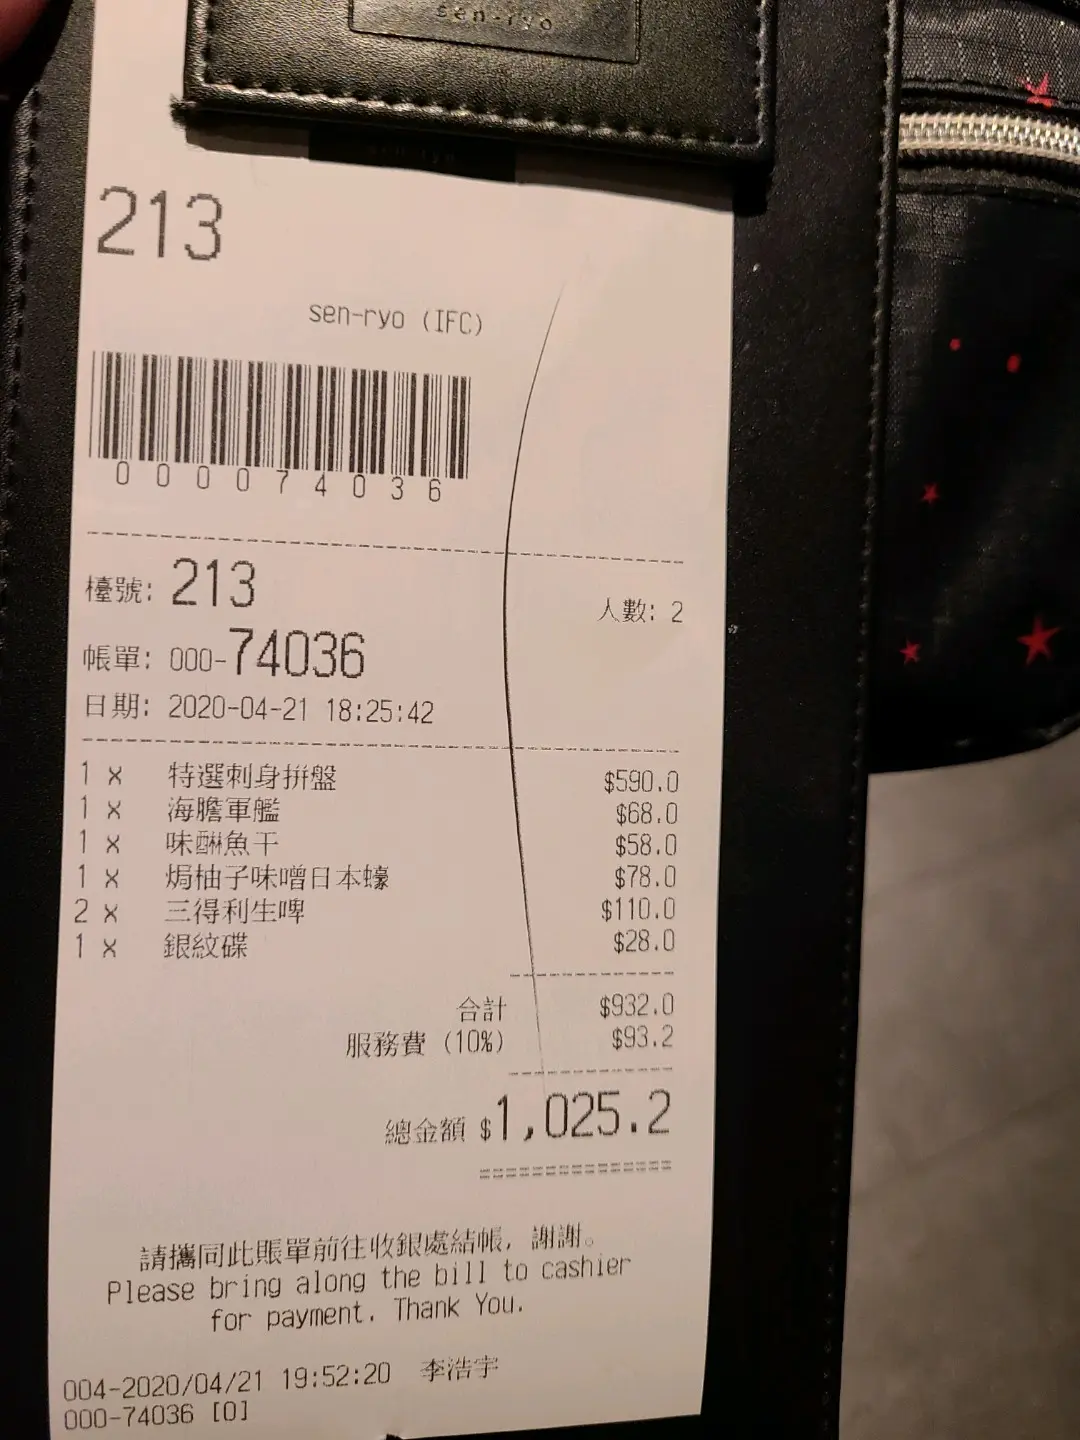 sen-ryo
sen-ryo
213
sen-ryo (IFC)
000074036
檯號: 213
人數: 2
帳單: 000-74036
日期: 2020-04-21 18:25:42
1 x 特選刺身拼盤 $590.0
1 x 海膽軍艦 $68.0
1 x 味醂魚干 $58.0
1 x 焗柚子味噌日本蠔 $78.0
2 x 三得利生啤 $110.0
1 x 銀紋碟 $28.0
合計 $932.0
服務費 (10%) $93.2
總金額 $1,025.2
請攜同此賬單前往收銀處結帳, 謝謝。
Please bring along the bill to cashier
for payment. Thank You.
004-2020/04/21 19:52:20 李浩宇
000-74036 [0]